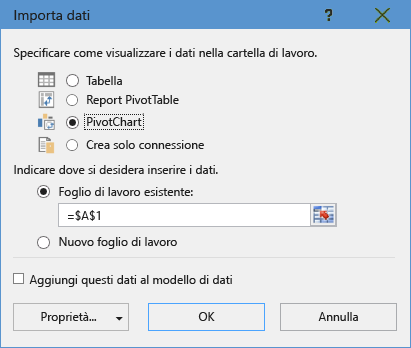 Importa dati ?
Specificare come visualizzare i dati nella cartella di lavoro.
Tabella
Report PivotTable
PivotChart
Crea solo connessione
Indicare dove si desidera inserire i dati.
Foglio di lavoro esistente:
=$A$1
Nuovo foglio di lavoro
Aggiungi questi dati al modello di dati
Proprietà... OK Annulla